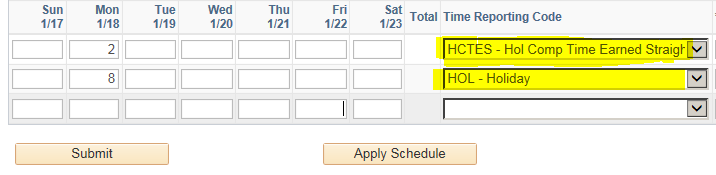 Sun Mon Tue Wed Thu Fri Sat
1/17 1/18 1/19 1/20 1/21 1/22 1/23 Total Time Reporting Code
2 HCTES - Hol Comp Time Earned Straigh
8 HOL - Holiday
Submit Apply Schedule